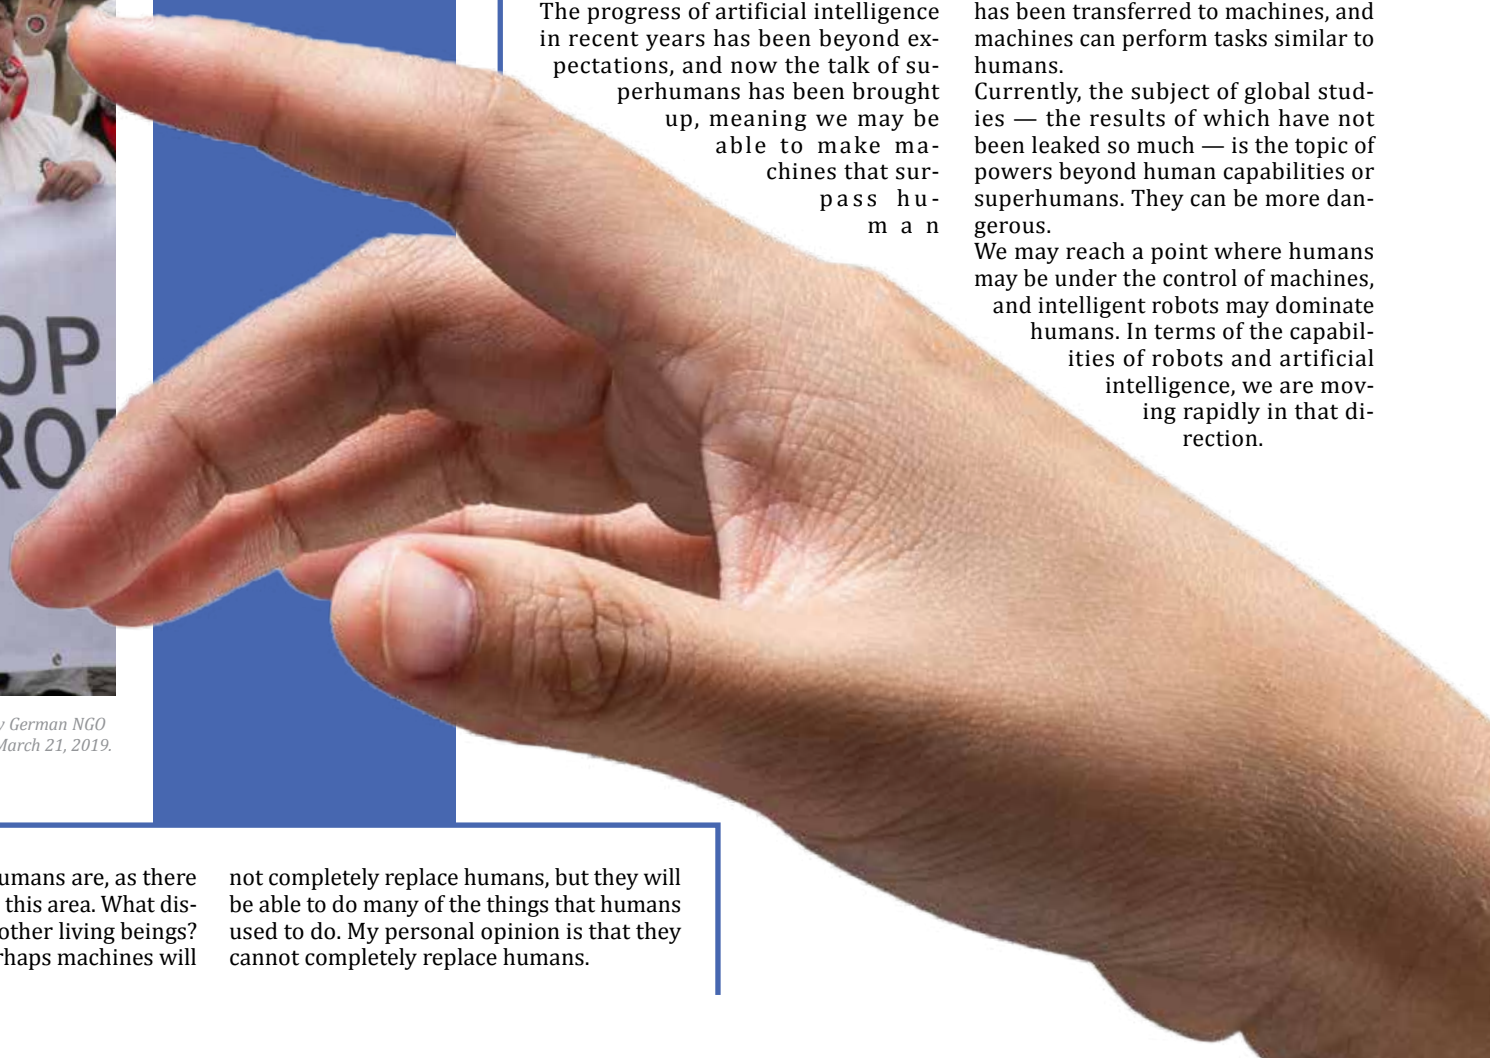 The progress of artificial intelligence
in recent years has been beyond ex-
pectations, and now the talk of su-
perhumans has been brought
up, meaning we may be
able to make ma-
chines that sur-
pass hu-
man
has been transferred to machines, and
machines can perform tasks similar to
humans.
Currently, the subject of global stud-
ies — the results of which have not
been leaked so much — is the topic of
powers beyond human capabilities or
superhumans. They can be more dan-
gerous.
We may reach a point where humans
may be under the control of machines,
and intelligent robots may dominate
humans. In terms of the capabil-
ities of robots and artificial
intelligence, we are mov-
ing rapidly in that di-
rection.
German NGO
March 21, 2019.
umans are, as there
this area. What dis-
other living beings?
rhaps machines will
not completely replace humans, but they will
be able to do many of the things that humans
used to do. My personal opinion is that they
cannot completely replace humans.